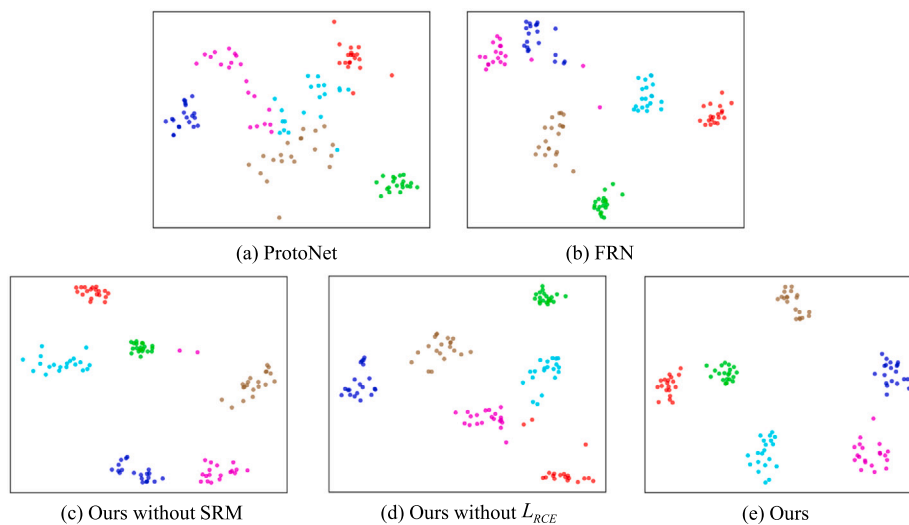 (a) ProtoNet
(b) FRN
(c) Ours without SRM
(d) Ours without L_RCE
(e) Ours